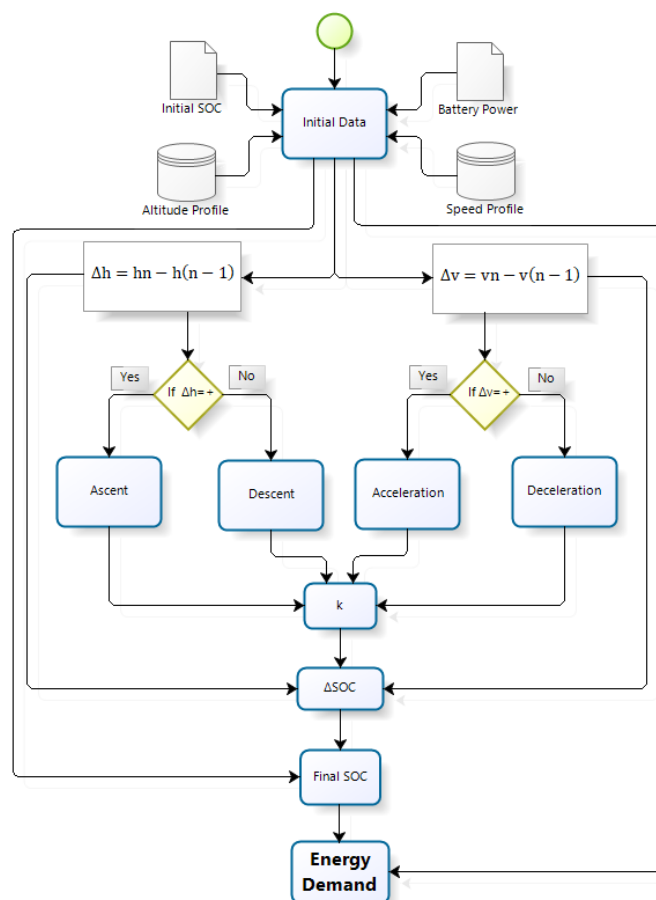 Initial SOC
Battery Power
Initial Data
Altitude Profile
Speed Profile
Δh = hn − h(n − 1)
Δv = vn − v(n − 1)
Yes
If Δh=+
No
Yes
If Δv=+
No
Ascent
Descent
Acceleration
Deceleration
k
ΔSOC
Final SOC
Energy
Demand